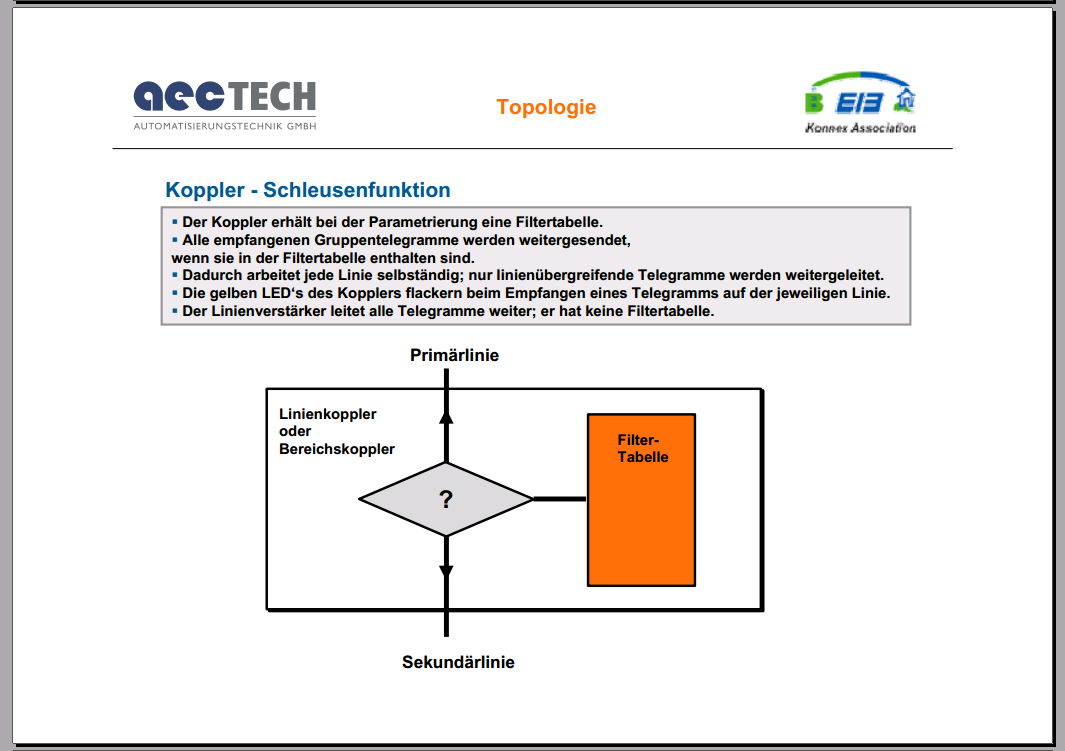 aecTECH
AUTOMATISIERUNGSTECHNIK GMBH
Topologie
B EIB
Konnex Association
Koppler - Schleusenfunktion
▪ Der Koppler erhält bei der Parametrierung eine Filtertabelle.
▪ Alle empfangenen Gruppentelegramme werden weitergesendet,
wenn sie in der Filtertabelle enthalten sind.
▪ Dadurch arbeitet jede Linie selbständig; nur linienübergreifende Telegramme werden weitergeleitet.
▪ Die gelben LED‘s des Kopplers flackern beim Empfangen eines Telegramms auf der jeweiligen Linie.
▪ Der Linienverstärker leitet alle Telegramme weiter; er hat keine Filtertabelle.
Primärlinie
Linienkoppler
oder
Bereichskoppler
Filter-
Tabelle
?
Sekundärlinie